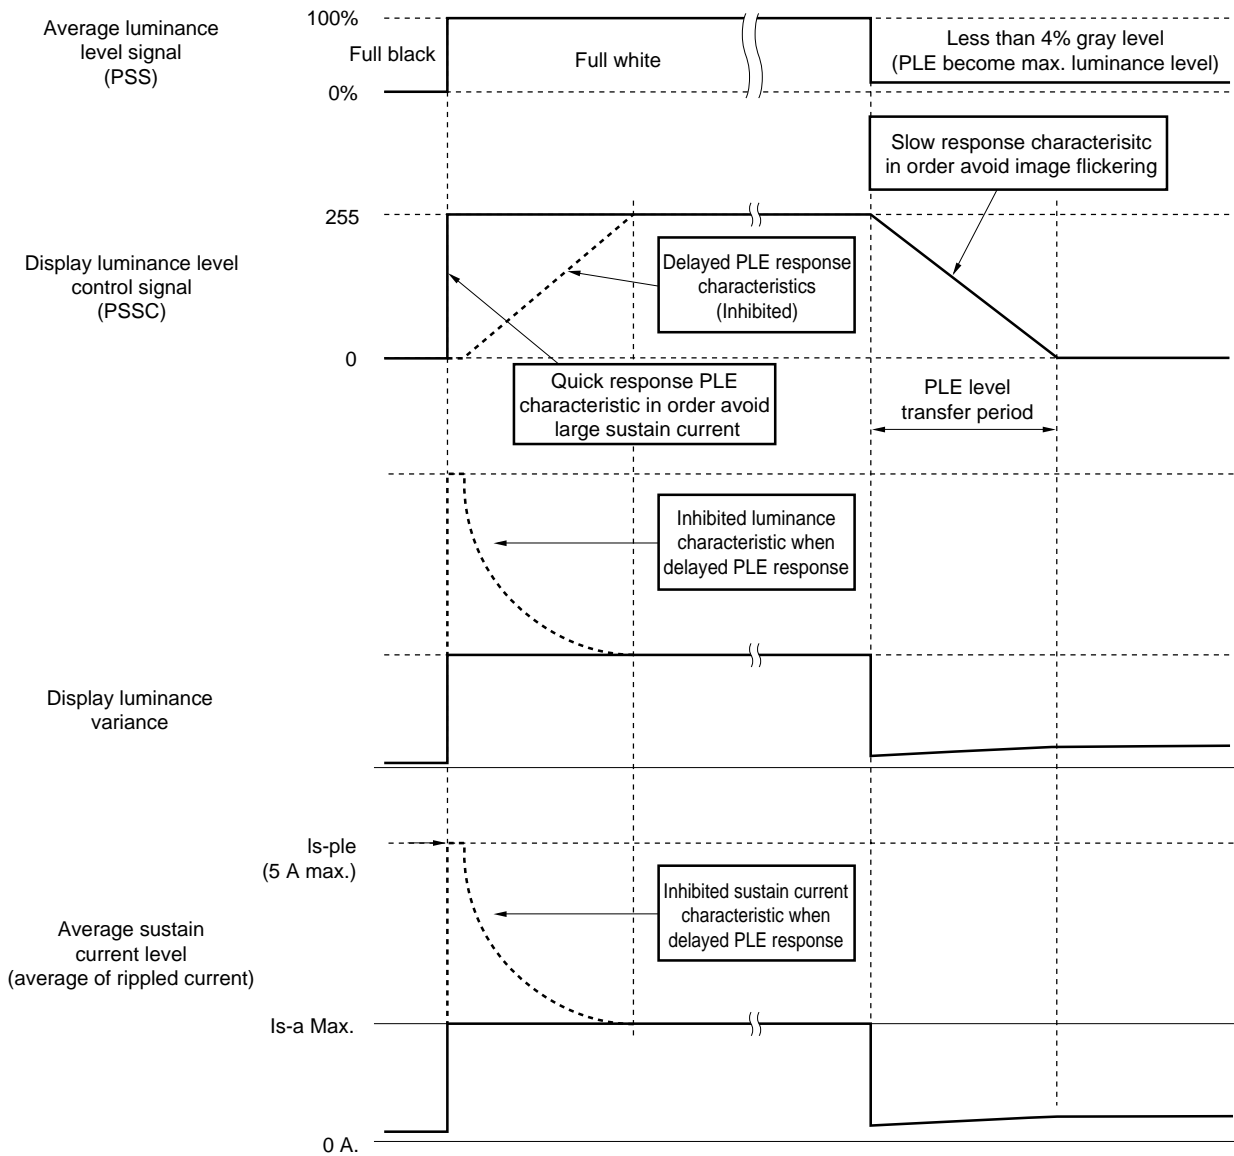 Average luminance
level signal
(PSS)
100%
0%
Full black
Full white
Less than 4% gray level
(PLE become max. luminance level)
Slow response characterisitc
in order avoid image flickering
Display luminance level
control signal
(PSSC)
255
0
Delayed PLE response
characteristics
(Inhibited)
Quick response PLE
characteristic in order avoid
large sustain current
PLE level
transfer period
Inhibited luminance
characteristic when
delayed PLE response
Display luminance
variance
Is-ple
(5 A max.)
Inhibited sustain current
characteristic when
delayed PLE response
Average sustain
current level
(average of rippled current)
Is-a Max.
0 A.